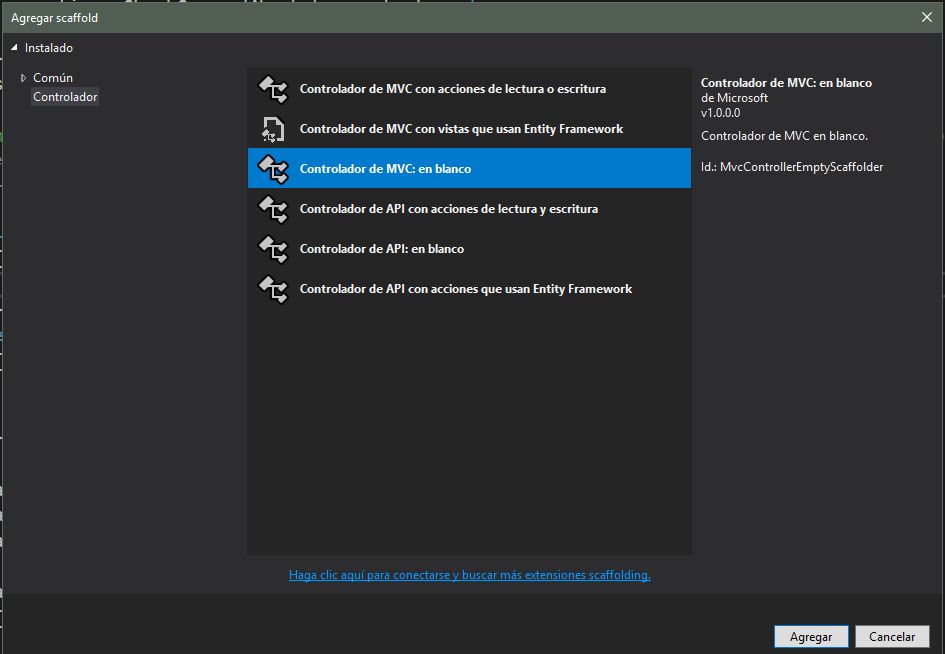 Agregar scaffold
Instalado
Común
Controlador
Controlador de MVC con acciones de lectura o escritura
Controlador de MVC con vistas que usan Entity Framework
Controlador de MVC: en blanco
Controlador de API con acciones de lectura y escritura
Controlador de API: en blanco
Controlador de API con acciones que usan Entity Framework
Controlador de MVC: en blanco
de Microsoft
v1.0.0.0
Controlador de MVC en blanco.
Id.: MvcControllerEmptyScaffolder
Haga clic aquí para conectarse y buscar más extensiones scaffolding.
Agregar
Cancelar